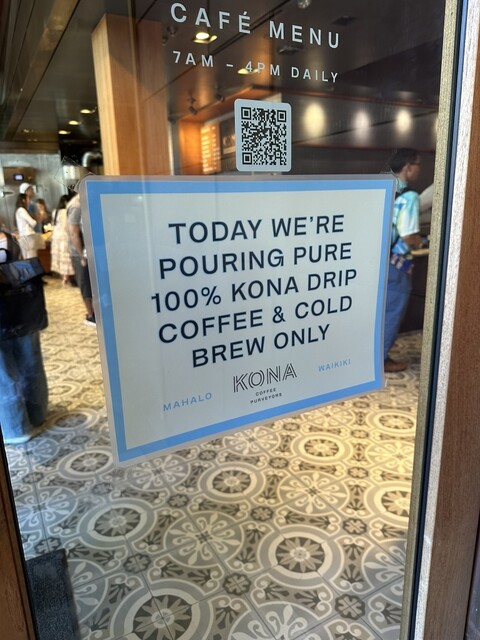 CAFÉ MENU
7AM – 4PM DAILY
TODAY WE'RE
POURING PURE
100% KONA DRIP
COFFEE & COLD
BREW ONLY
MAHALO
KONA
COFFEE
PURVEYORS
WAIKIKI